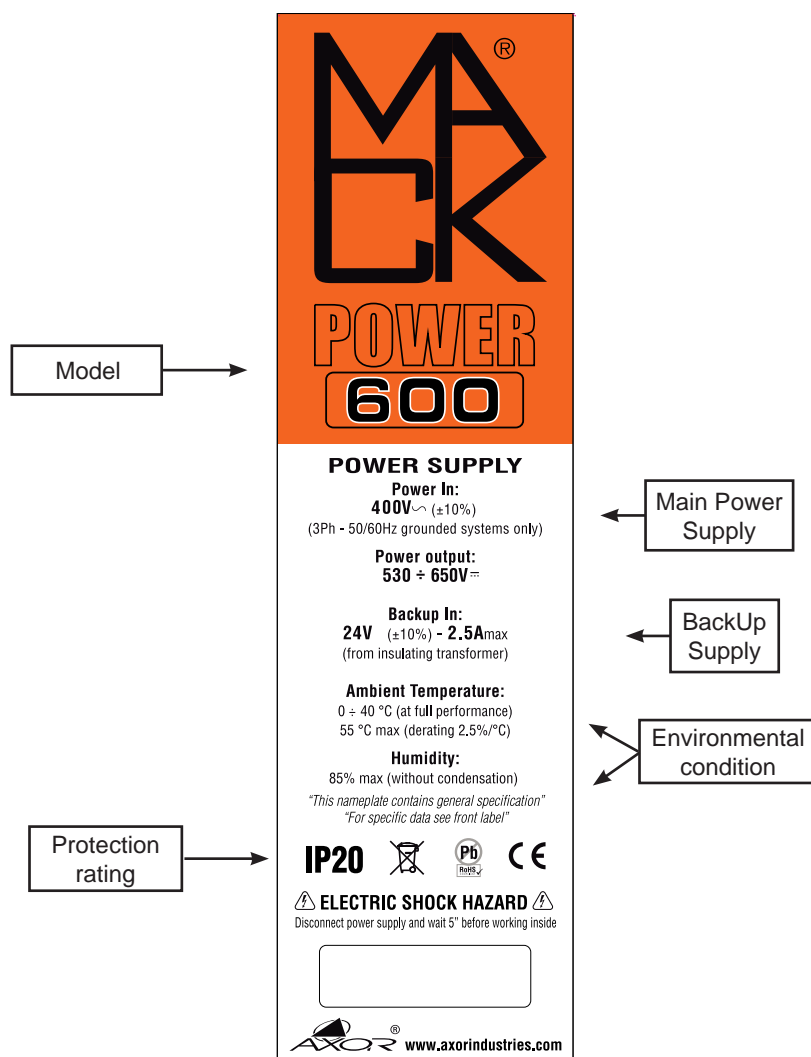 MACK ®
POWER
600
Model
POWER SUPPLY
Power In:
400V～ (±10%)
(3Ph - 50/60Hz grounded systems only)
Main Power
Supply
Power output:
530 ÷ 650V⎓
Backup In:
24V (±10%) - 2.5Amax
(from insulating transformer)
BackUp
Supply
Ambient Temperature:
0 ÷ 40 °C (at full performance)
55 °C max (derating 2.5%/°C)
Humidity:
85% max (without condensation)
Environmental
condition
“This nameplate contains general specification”
“For specific data see front label”
Protection
rating
IP20 Pb RoHS CE
ELECTRIC SHOCK HAZARD
Disconnect power supply and wait 5” before working inside
AXOR ® www.axorindustries.com